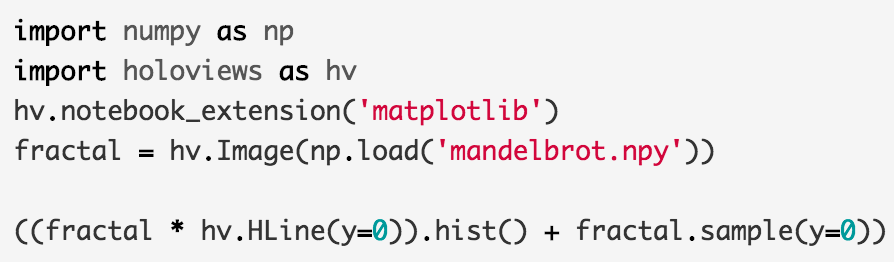 import numpy as np
import holoviews as hv
hv.notebook_extension('matplotlib')
fractal = hv.Image(np.load('mandelbrot.npy'))
((fractal * hv.HLine(y=0)).hist() + fractal.sample(y=0))